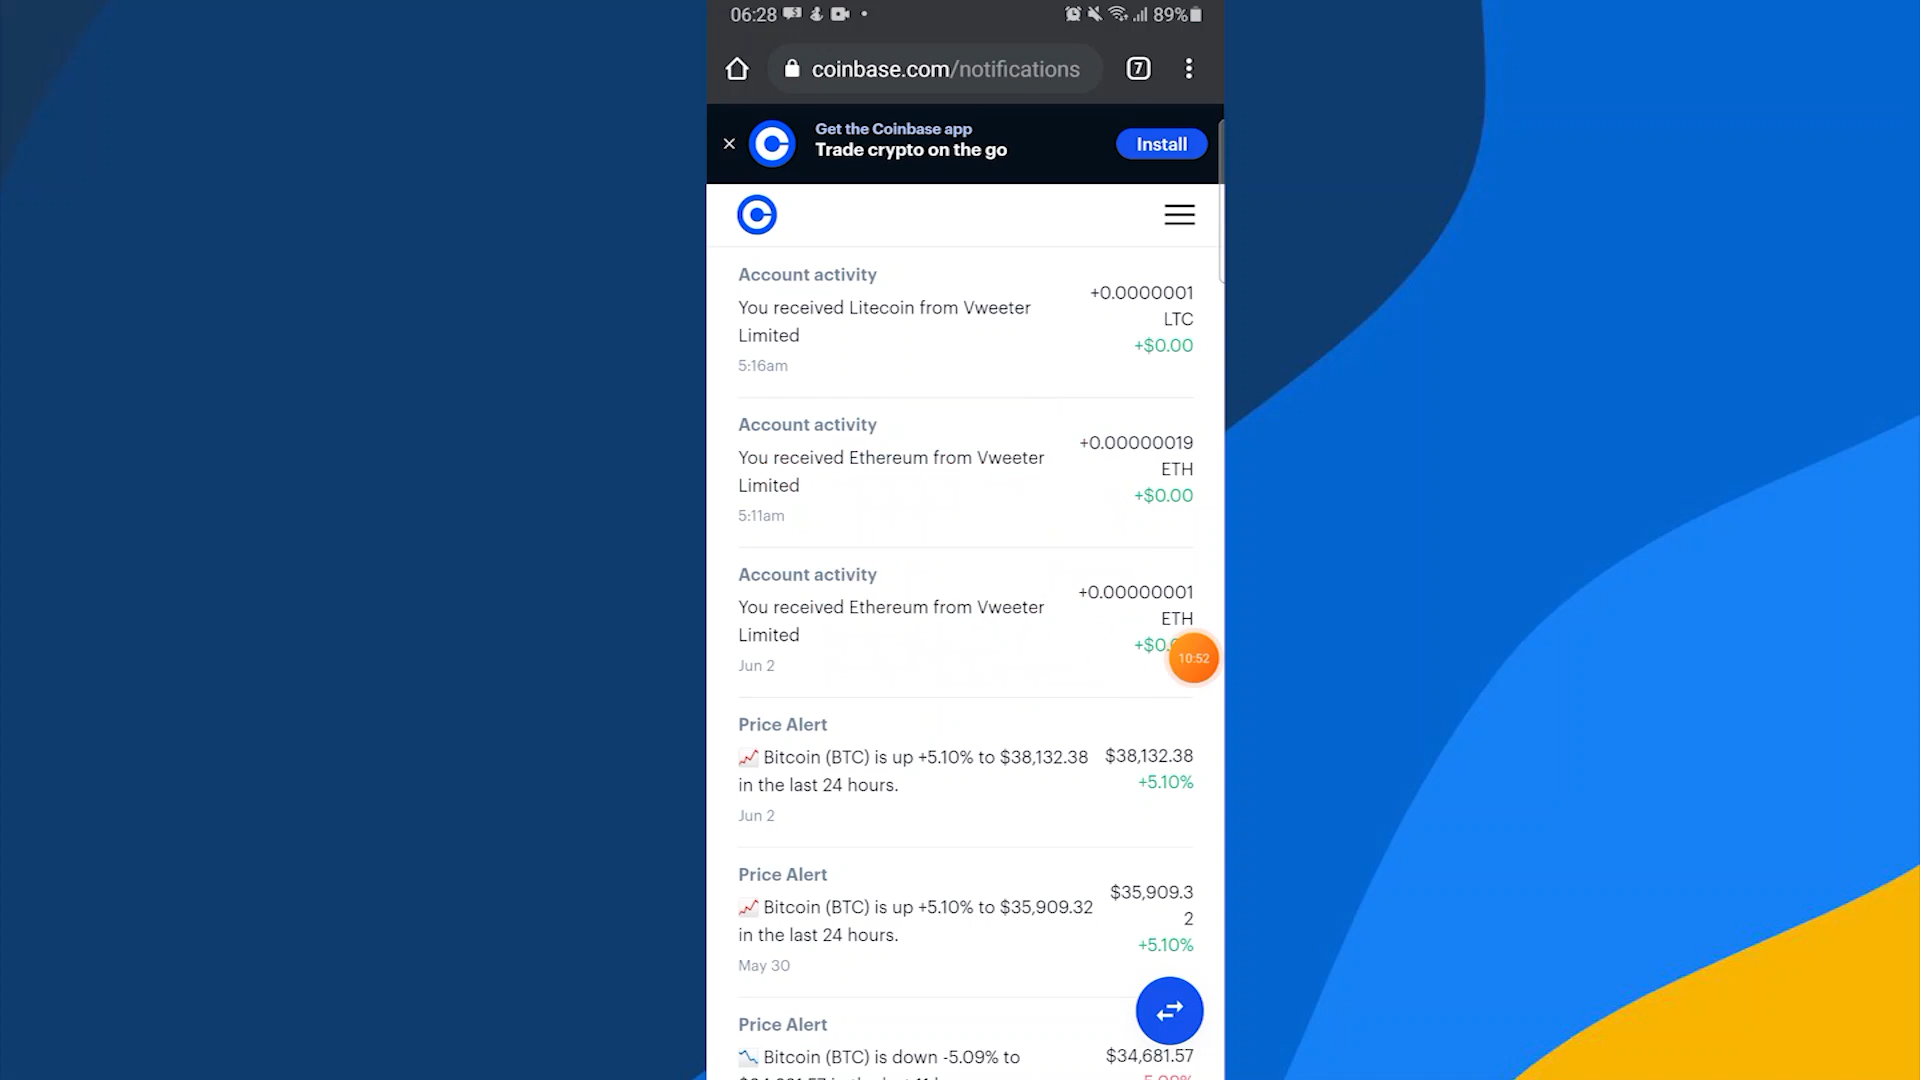 06:28
89%
coinbase.com/notifications
7
Get the Coinbase app
Trade crypto on the go
Install
Account activity
You received Litecoin from Vweeter
Limited
5:16am
+0.0000001
LTC
+$0.00
Account activity
You received Ethereum from Vweeter
Limited
5:11am
+0.00000019
ETH
+$0.00
Account activity
You received Ethereum from Vweeter
Limited
Jun 2
+0.00000001
ETH
+$0.
10:52
Price Alert
Bitcoin (BTC) is up +5.10% to $38,132.38
in the last 24 hours.
Jun 2
$38,132.38
+5.10%
Price Alert
Bitcoin (BTC) is up +5.10% to $35,909.32
in the last 24 hours.
May 30
$35,909.3
2
+5.10%
Price Alert
Bitcoin (BTC) is down -5.09% to
$34,681.57